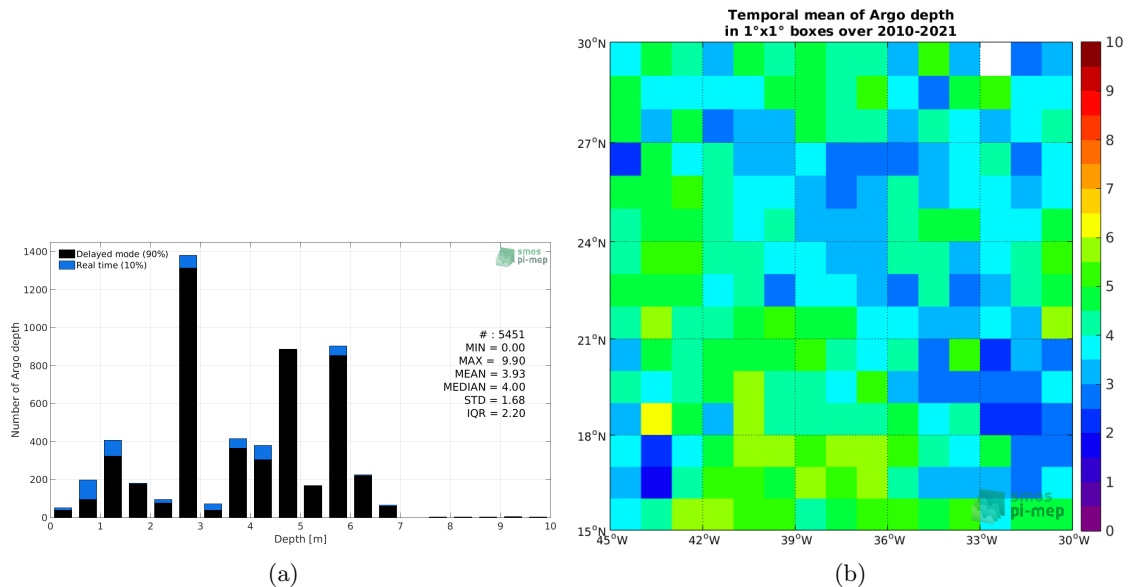 Temporal mean of Argo depth
in 1°x1° boxes over 2010-2021
1400
1200
1000
800
600
400
200
0
Number of Argo depth
Delayed mode (90%)
Real time (10%)
smos
pi-mep
# : 5451
MIN = 0.00
MAX = 9.90
MEAN = 3.93
MEDIAN = 4.00
STD = 1.68
IQR = 2.20
0 1 2 3 4 5 6 7 8 9 10
Depth [m]
(a)
30°N
27°N
24°N
21°N
18°N
15°N
45°W 42°W 39°W 36°W 33°W 30°W
smos
pi-mep
10
9
8
7
6
5
4
3
2
1
0
(b)